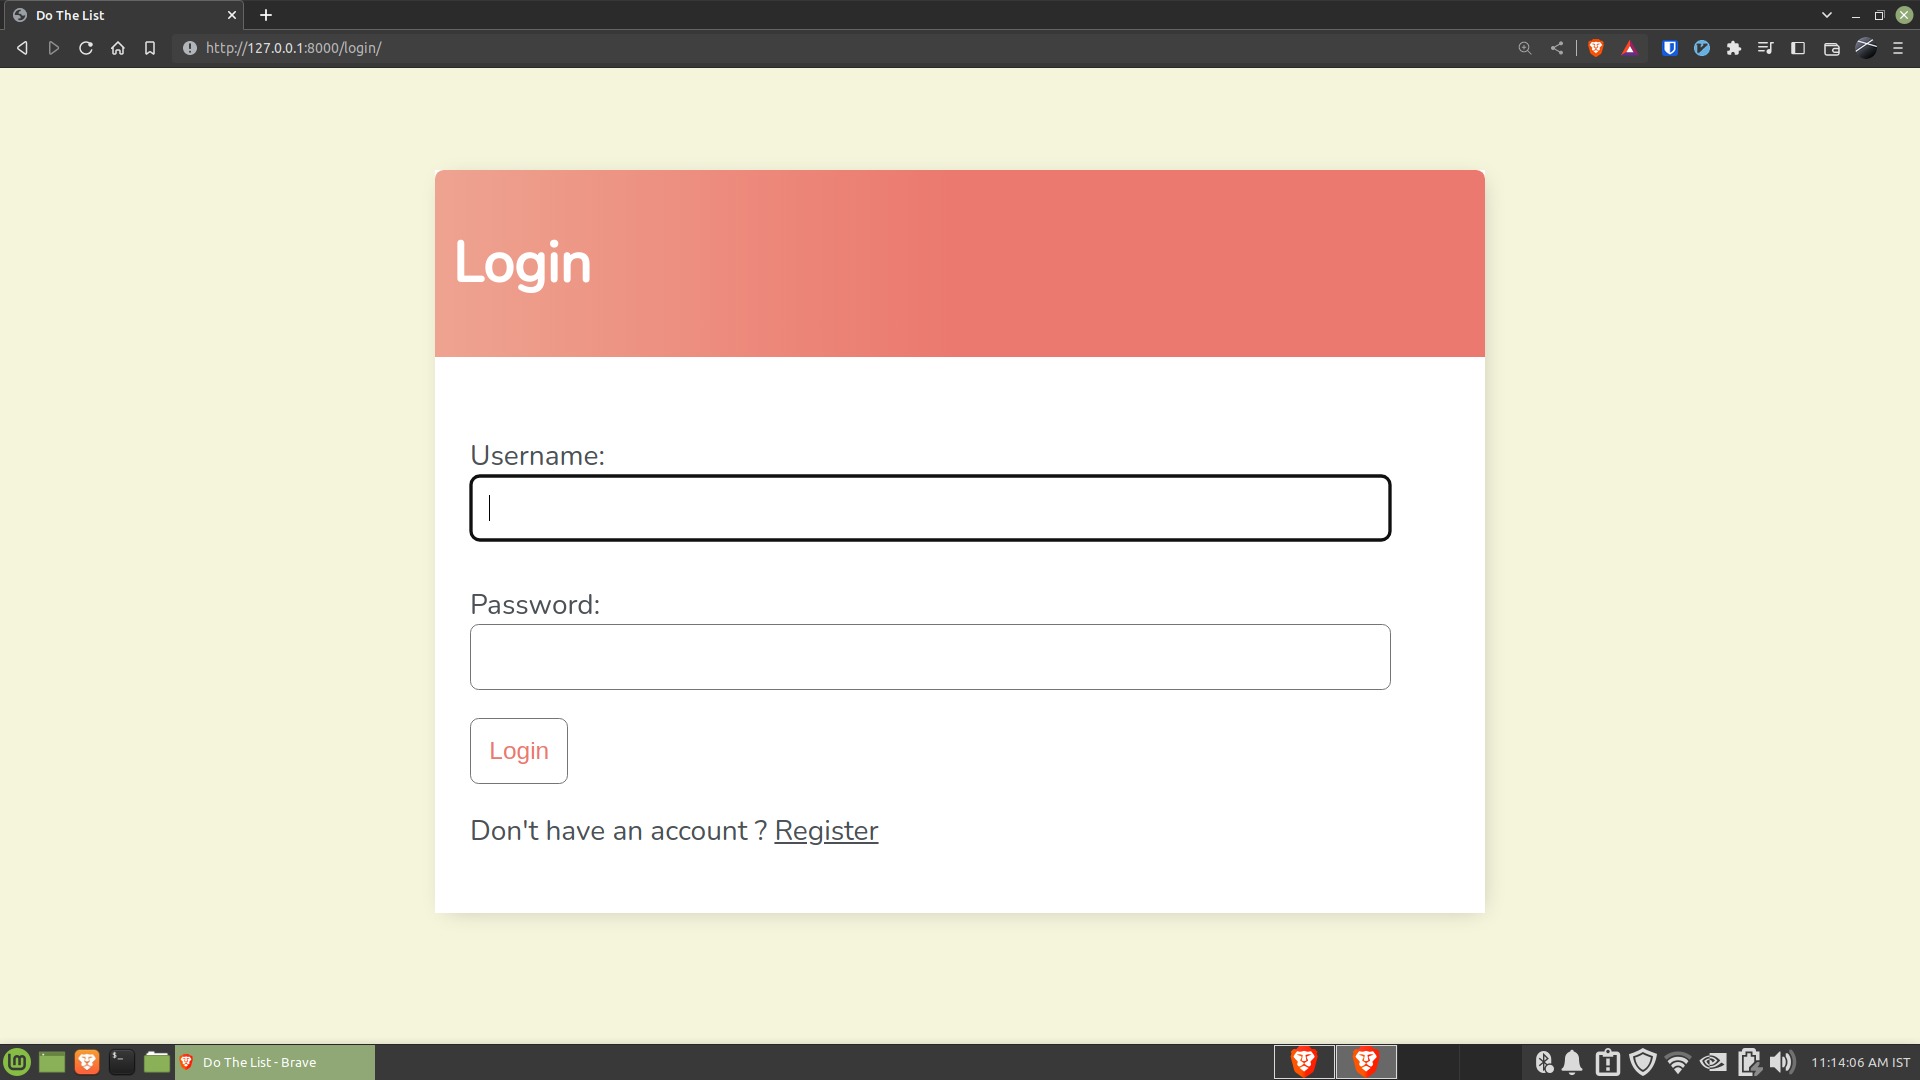 Do The List
http://127.0.0.1:8000/login/
Login
Username:
Password:
Login
Don't have an account ? Register
lm
$_
Do The List - Brave
11:14:06 AM IST